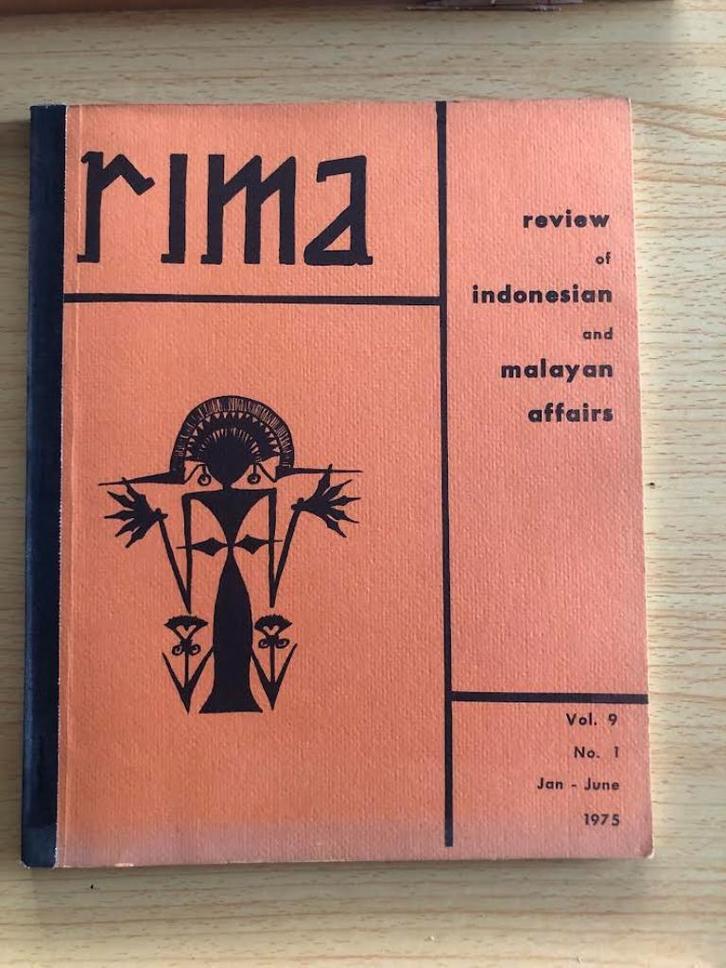 rima
review
of
indonesian
and
malayan
affairs
Vol. 9
No. 1
Jan - June
1975